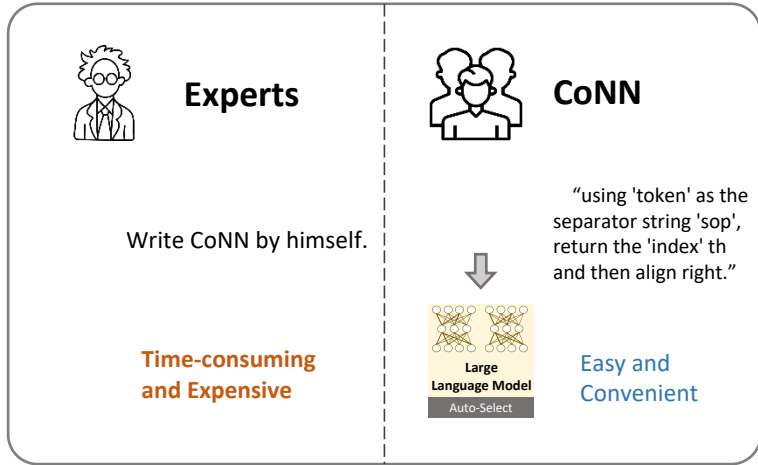 Experts
Write CoNN by himself.
Time-consuming
and Expensive
CoNN
“using 'token' as the
separator string 'sop',
return the 'index' th
and then align right.”
Large
Language Model
Auto-Select
Easy and
Convenient